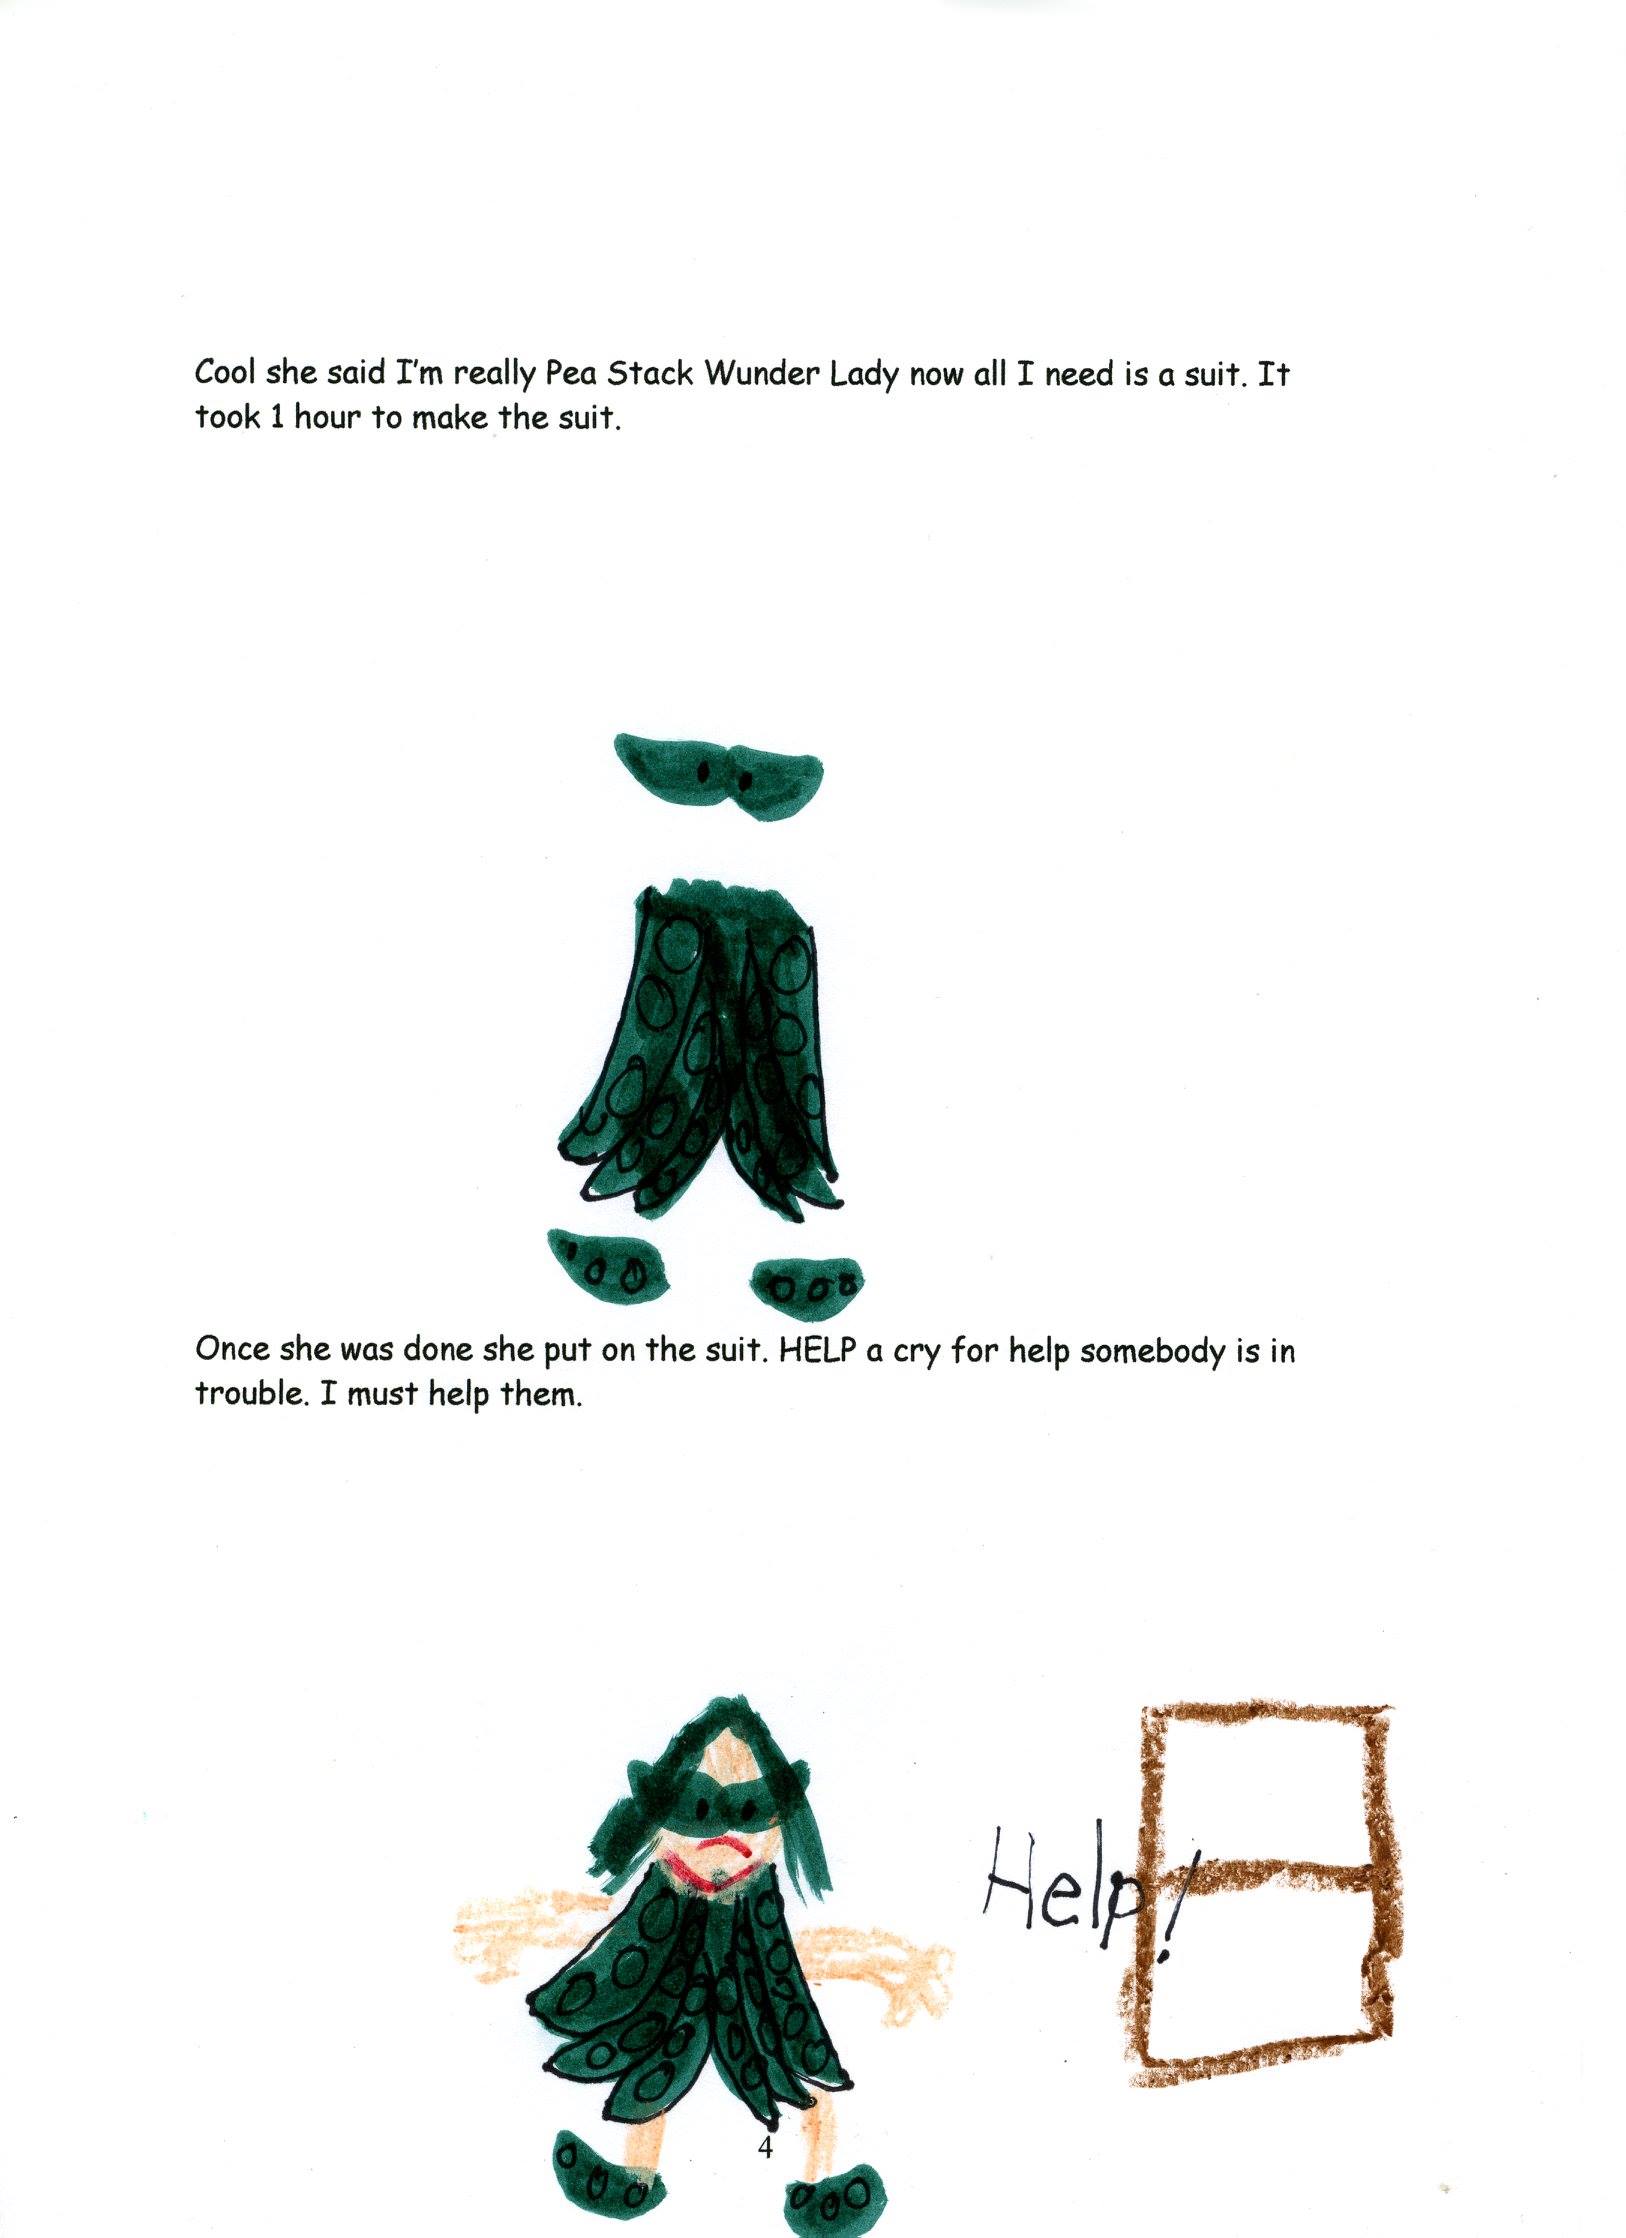 Cool she said I'm really Pea Stack Wunder Lady now all I need is a suit. It
took 1 hour to make the suit.
Once she was done she put on the suit. HELP a cry for help somebody is in
trouble. I must help them.
Help!
4